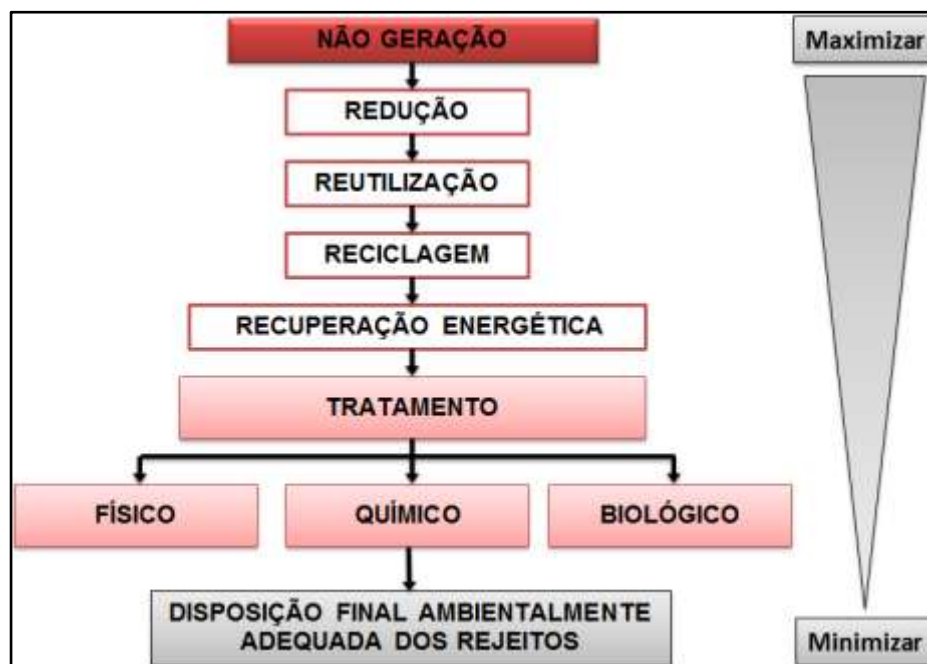 NÃO GERAÇÃO
Maximizar
REDUÇÃO
REUTILIZAÇÃO
RECICLAGEM
RECUPERAÇÃO ENERGÉTICA
TRATAMENTO
FÍSICO
QUÍMICO
BIOLÓGICO
DISPOSIÇÃO FINAL AMBIENTALMENTE
ADEQUADA DOS REJEITOS
Minimizar